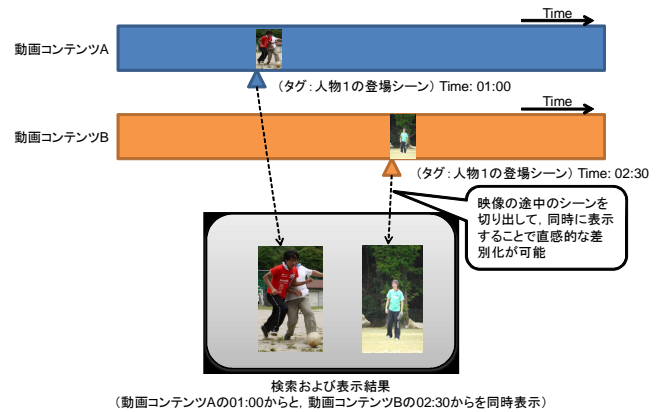 Time
動画コンテンツA
(タグ：人物1の登場シーン) Time: 01:00
Time
動画コンテンツB
(タグ：人物1の登場シーン) Time: 02:30
映像の途中のシーンを
切り出して，同時に表示
することで直感的な差
別化が可能
検索および表示結果
（動画コンテンツAの01:00からと，動画コンテンツBの02:30からを同時表示）